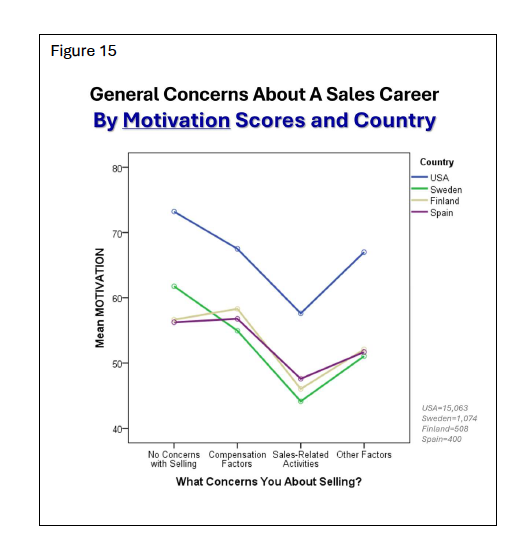 Figure 15
General Concerns About A Sales Career
By Motivation Scores and Country
Country
USA
Sweden
Finland
Spain
80
70
60
50
40
Mean MOTIVATION
No Concerns with Selling
Compensation Factors
Sales-Related Activities
Other Factors
What Concerns You About Selling?
USA=15,063
Sweden=1,074
Finland=508
Spain=400